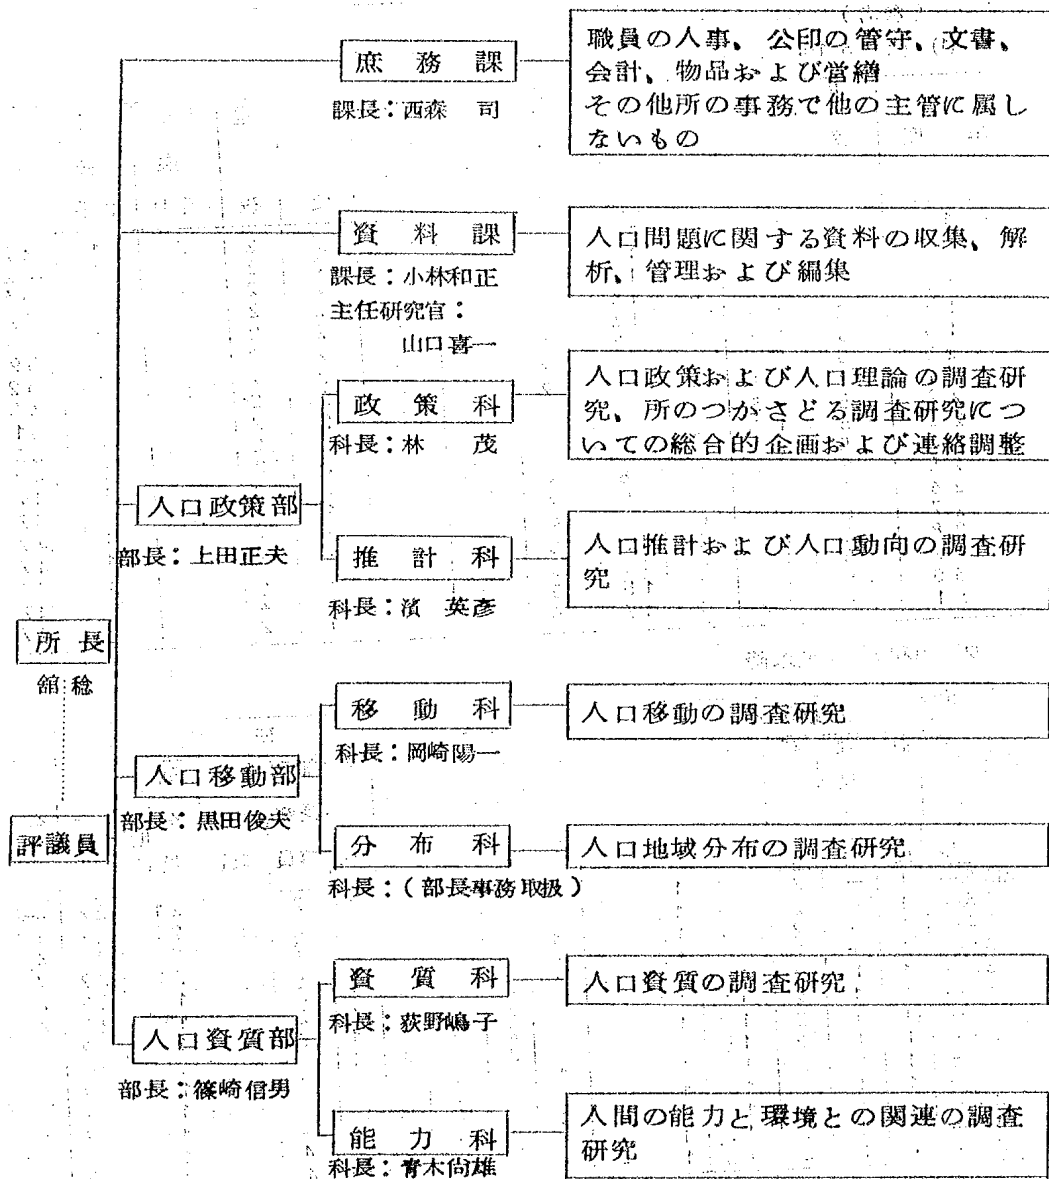 庶務課
課長：西森　司
職員の人事、公印の管守、文書、
会計、物品および営繕
その他所の事務で他の主管に属し
ないもの
資料課
課長：小林和正
主任研究官：
山口喜一
人口問題に関する資料の収集、解
析、管理および編集
人口政策部
部長：上田正夫
政策科
科長：林　茂
人口政策および人口理論の調査研
究、所のつかさどる調査研究につ
いての総合的企画および連絡調整
推計科
科長：濱　英彦
人口推計および人口動向の調査研
究
所長
舘　稔
評議員
人口移動部
部長：黒田俊夫
移動科
科長：岡崎陽一
人口移動の調査研究
分布科
科長：（部長事務取扱）
人口地域分布の調査研究
人口資質部
部長：篠崎信男
資質科
科長：荻野嶋子
人口資質の調査研究
能力科
科長：青木尚雄
人間の能力と環境との関連の調査
研究